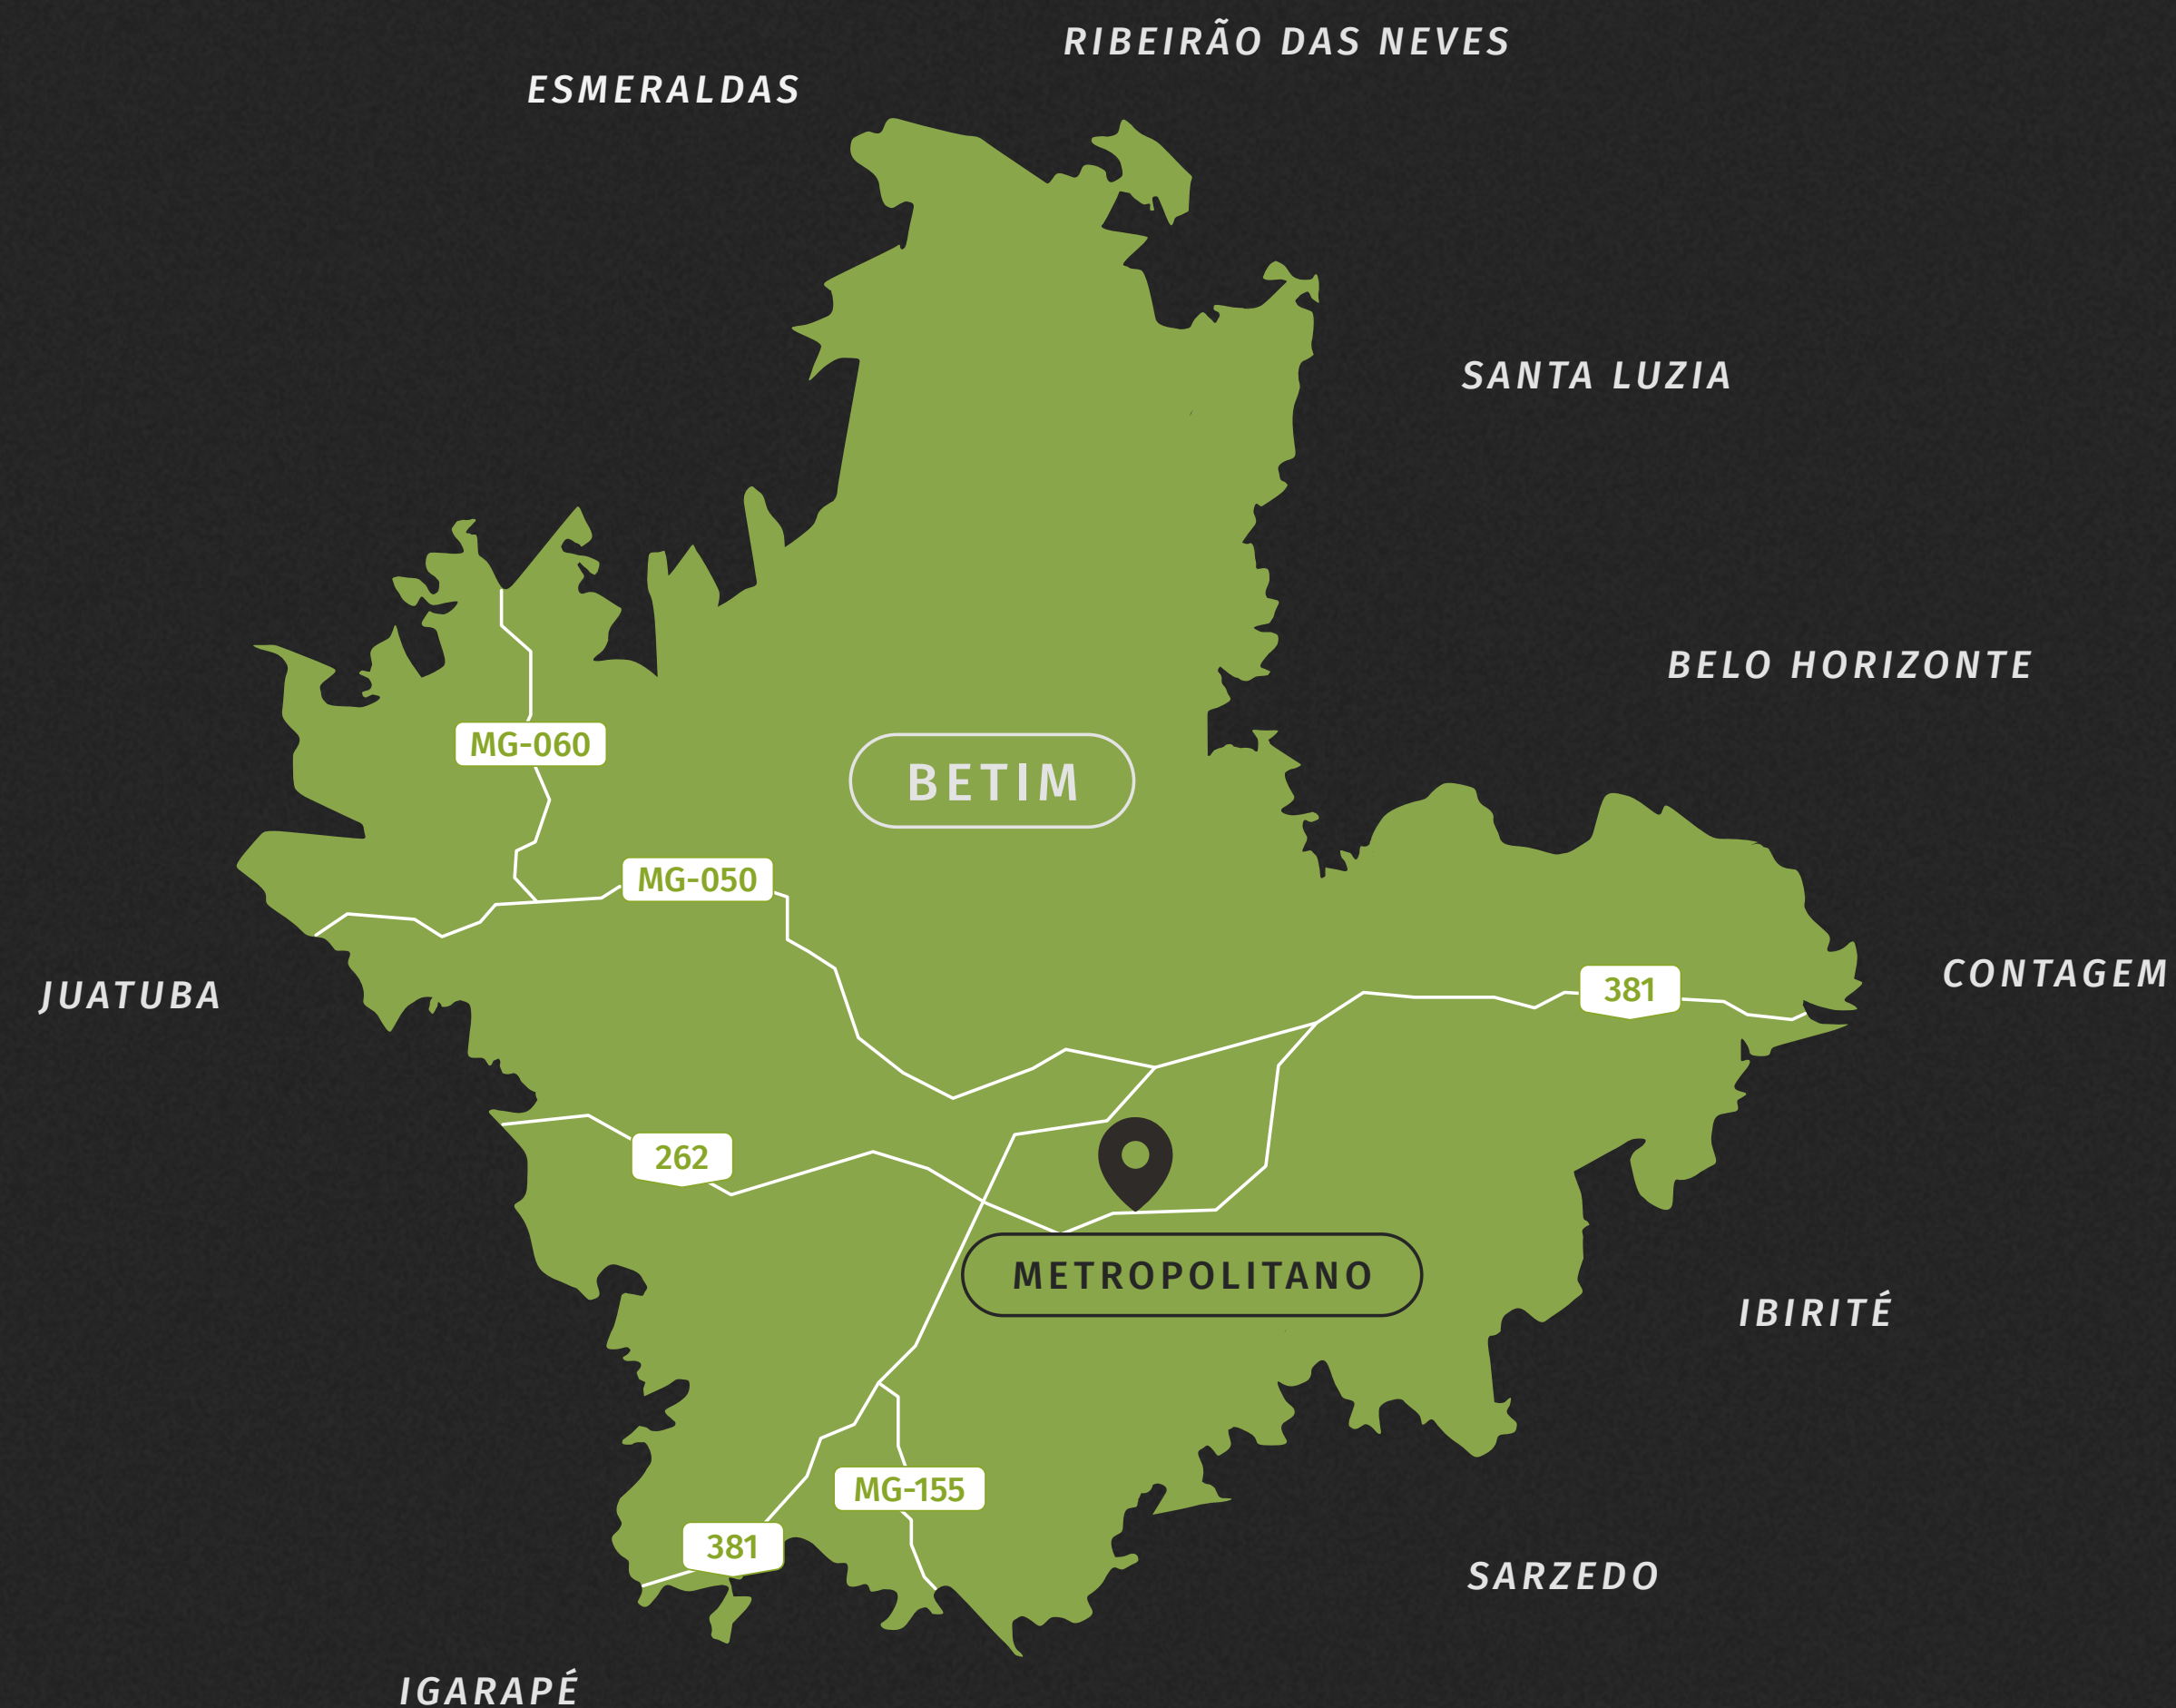 RIBEIRÃO DAS NEVES
ESMERALDAS
SANTA LUZIA
BELO HORIZONTE
MG-060
BETIM
MG-050
CONTAGEM
JUATUBA
381
262
METROPOLITANO
IBIRITÉ
MG-155
381
SARZEDO
IGARAPÉ